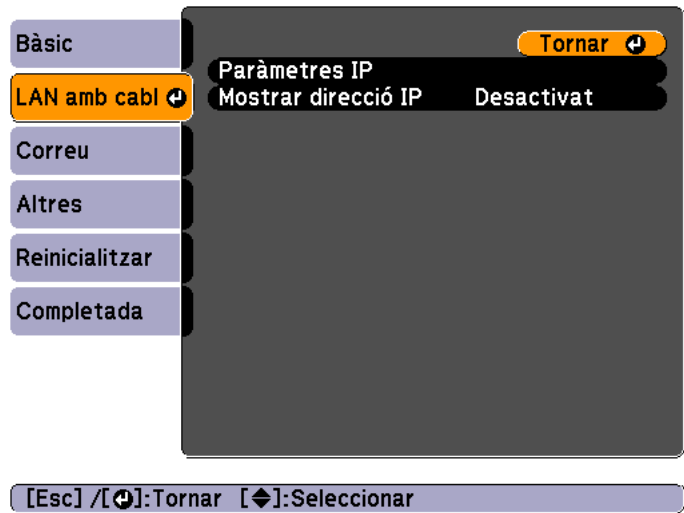 Bàsic
LAN amb cabl
Correu
Altres
Reinicialitzar
Completada
Tornar
Paràmetres IP
Mostrar direcció IP Desactivat
[Esc] /[⏎]:Tornar [◆]:Seleccionar